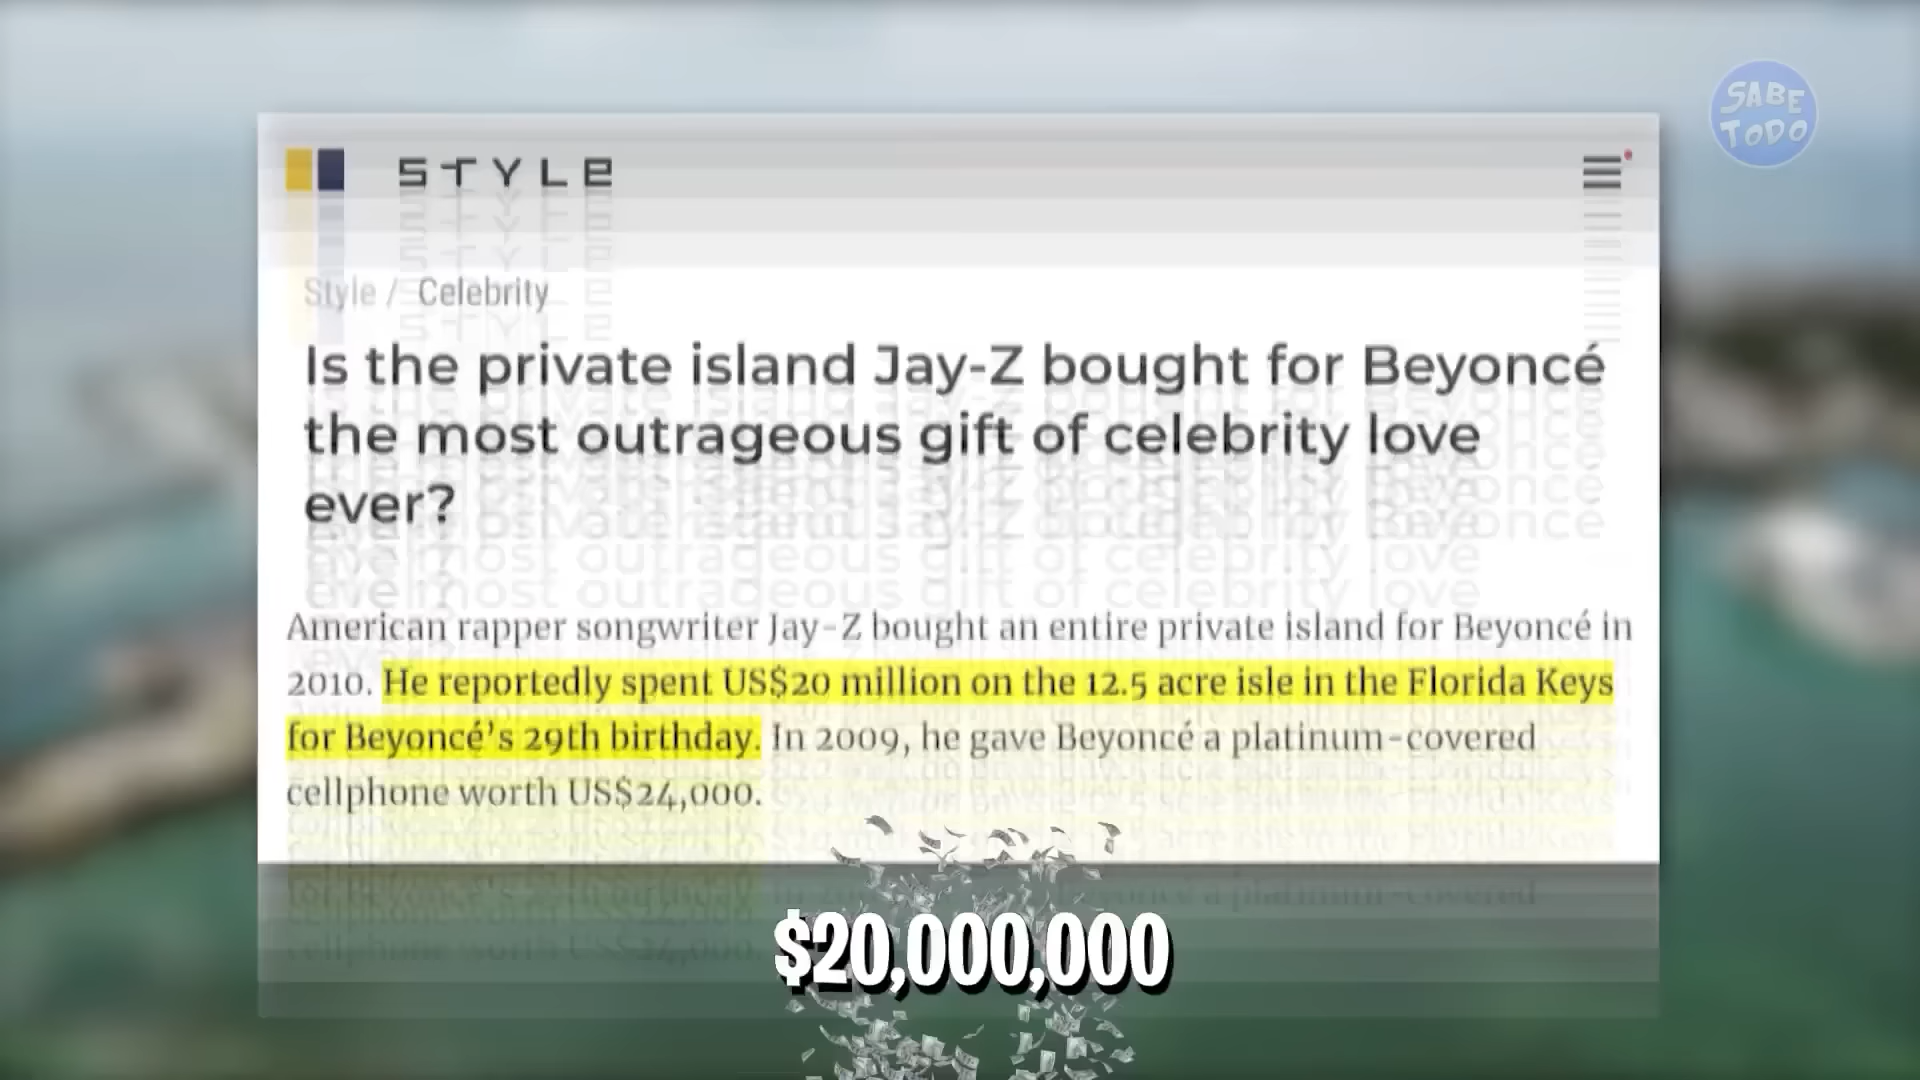 SABE
TODO
STYLE
Style / Celebrity
Is the private island Jay-Z bought for Beyoncé
the most outrageous gift of celebrity love
ever?
American rapper songwriter Jay-Z bought an entire private island for Beyoncé in
2010. He reportedly spent US$20 million on the 12.5 acre isle in the Florida Keys
for Beyoncé's 29th birthday. In 2009, he gave Beyoncé a platinum-covered
cellphone worth US$24,000.
$20,000,000